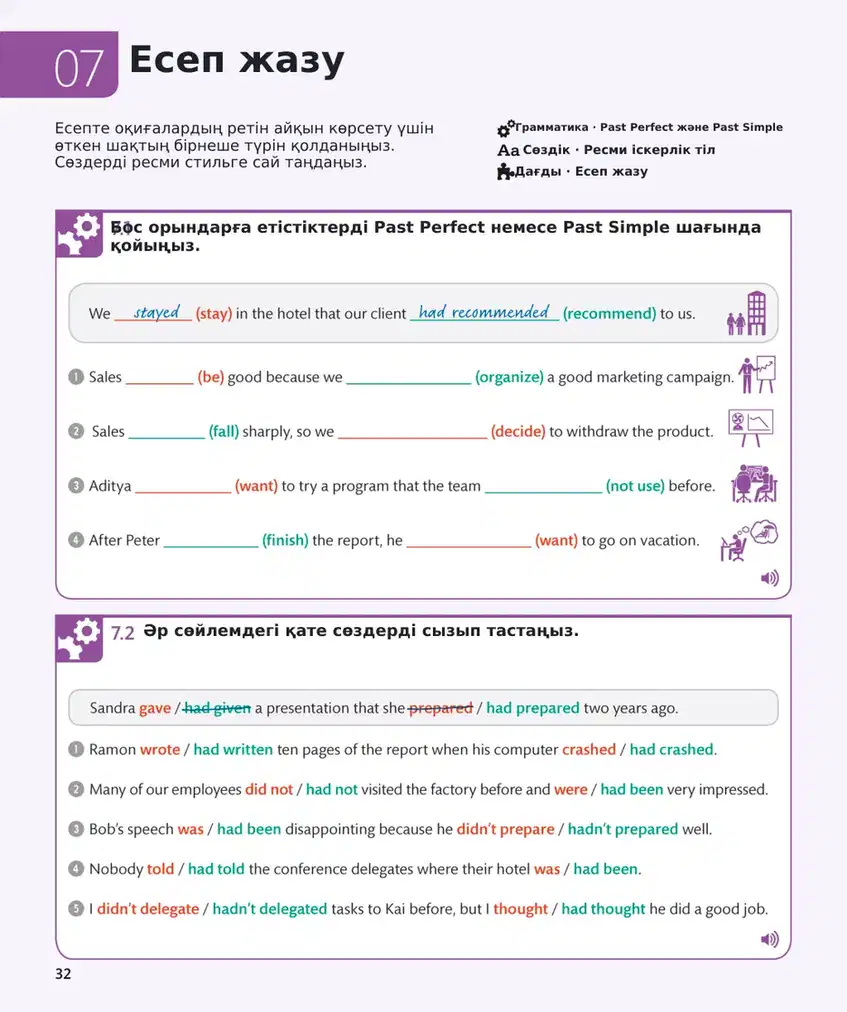 07 Есеп жазу
Есепте оқиғалардың ретін айқын көрсету үшін
өткен шақтың бірнеше түрін қолданыңыз.
Сөздерді ресми стильге сай таңдаңыз.
Грамматика · Past Perfect және Past Simple
Aa Сөздік · Ресми іскерлік тіл
Дағды · Есеп жазу
Бос орындарға етістіктерді Past Perfect немесе Past Simple шағында
қойыңыз.
We stayed (stay) in the hotel that our client had recommended (recommend) to us.
1 Sales (be) good because we (organize) a good marketing campaign.
2 Sales (fall) sharply, so we (decide) to withdraw the product.
3 Aditya (want) to try a program that the team (not use) before.
4 After Peter (finish) the report, he (want) to go on vacation.
7.2 Әр сөйлемдегі қате сөздерді сызып тастаңыз.
Sandra gave / had given a presentation that she prepared / had prepared two years ago.
1 Ramon wrote / had written ten pages of the report when his computer crashed / had crashed.
2 Many of our employees did not / had not visited the factory before and were / had been very impressed.
3 Bob’s speech was / had been disappointing because he didn’t prepare / hadn’t prepared well.
4 Nobody told / had told the conference delegates where their hotel was / had been.
5 I didn’t delegate / hadn’t delegated tasks to Kai before, but I thought / had thought he did a good job.
32